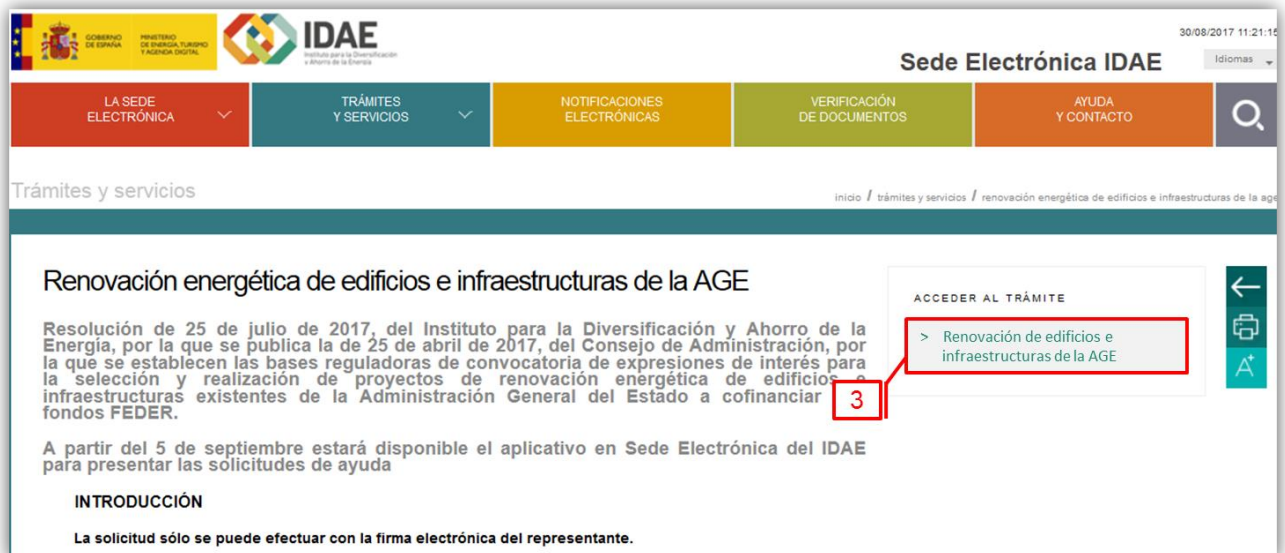 GOBIERNO
DE ESPAÑA
MINISTERIO
DE ENERGÍA, TURISMO
Y AGENDA DIGITAL
IDAE
Instituto para la Diversificación
y Ahorro de la Energía
30/08/2017 11:21:15
Sede Electrónica IDAE
Idiomas
LA SEDE
ELECTRÓNICA
TRÁMITES
Y SERVICIOS
NOTIFICACIONES
ELECTRÓNICAS
VERIFICACIÓN
DE DOCUMENTOS
AYUDA
Y CONTACTO
Trámites y servicios
inicio / trámites y servicios / renovación energética de edificios e infraestructuras de la age
Renovación energética de edificios e infraestructuras de la AGE
Resolución de 25 de julio de 2017, del Instituto para la Diversificación y Ahorro de la
Energía, por la que se publica la de 25 de abril de 2017, del Consejo de Administración, por
la que se establecen las bases reguladoras de convocatoria de expresiones de interés para
la selección y realización de proyectos de renovación energética de edificios e
infraestructuras existentes de la Administración General del Estado a cofinanciar
fondos FEDER.
A partir del 5 de septiembre estará disponible el aplicativo en Sede Electrónica del IDAE
para presentar las solicitudes de ayuda
INTRODUCCIÓN
La solicitud sólo se puede efectuar con la firma electrónica del representante.
ACCEDER AL TRÁMITE
> Renovación de edificios e
infraestructuras de la AGE
3
A+